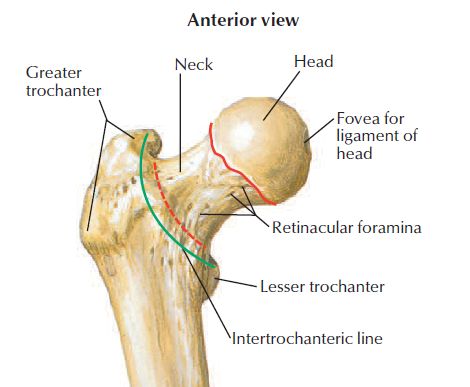 Anterior view
Neck
Head
Greater
trochanter
Fovea for
ligament of
head
Retinacular foramina
Lesser trochanter
Intertrochanteric line